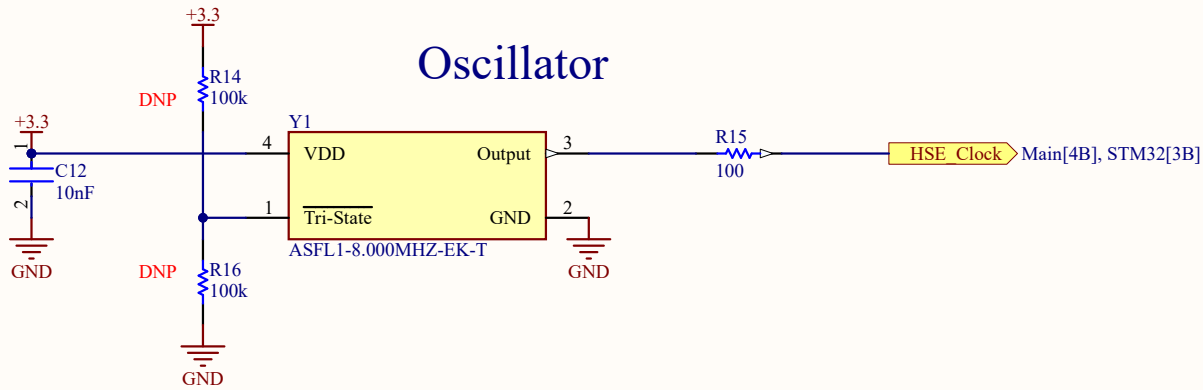 +3.3
Oscillator
R14
100k
DNP
+3.3
1
C12
10nF
2
GND
Y1
4
VDD
Output
3
1
Tri-State
GND
2
ASFL1-8.000MHZ-EK-T
GND
R15
100
HSE_Clock
Main[4B], STM32[3B]
DNP
R16
100k
GND